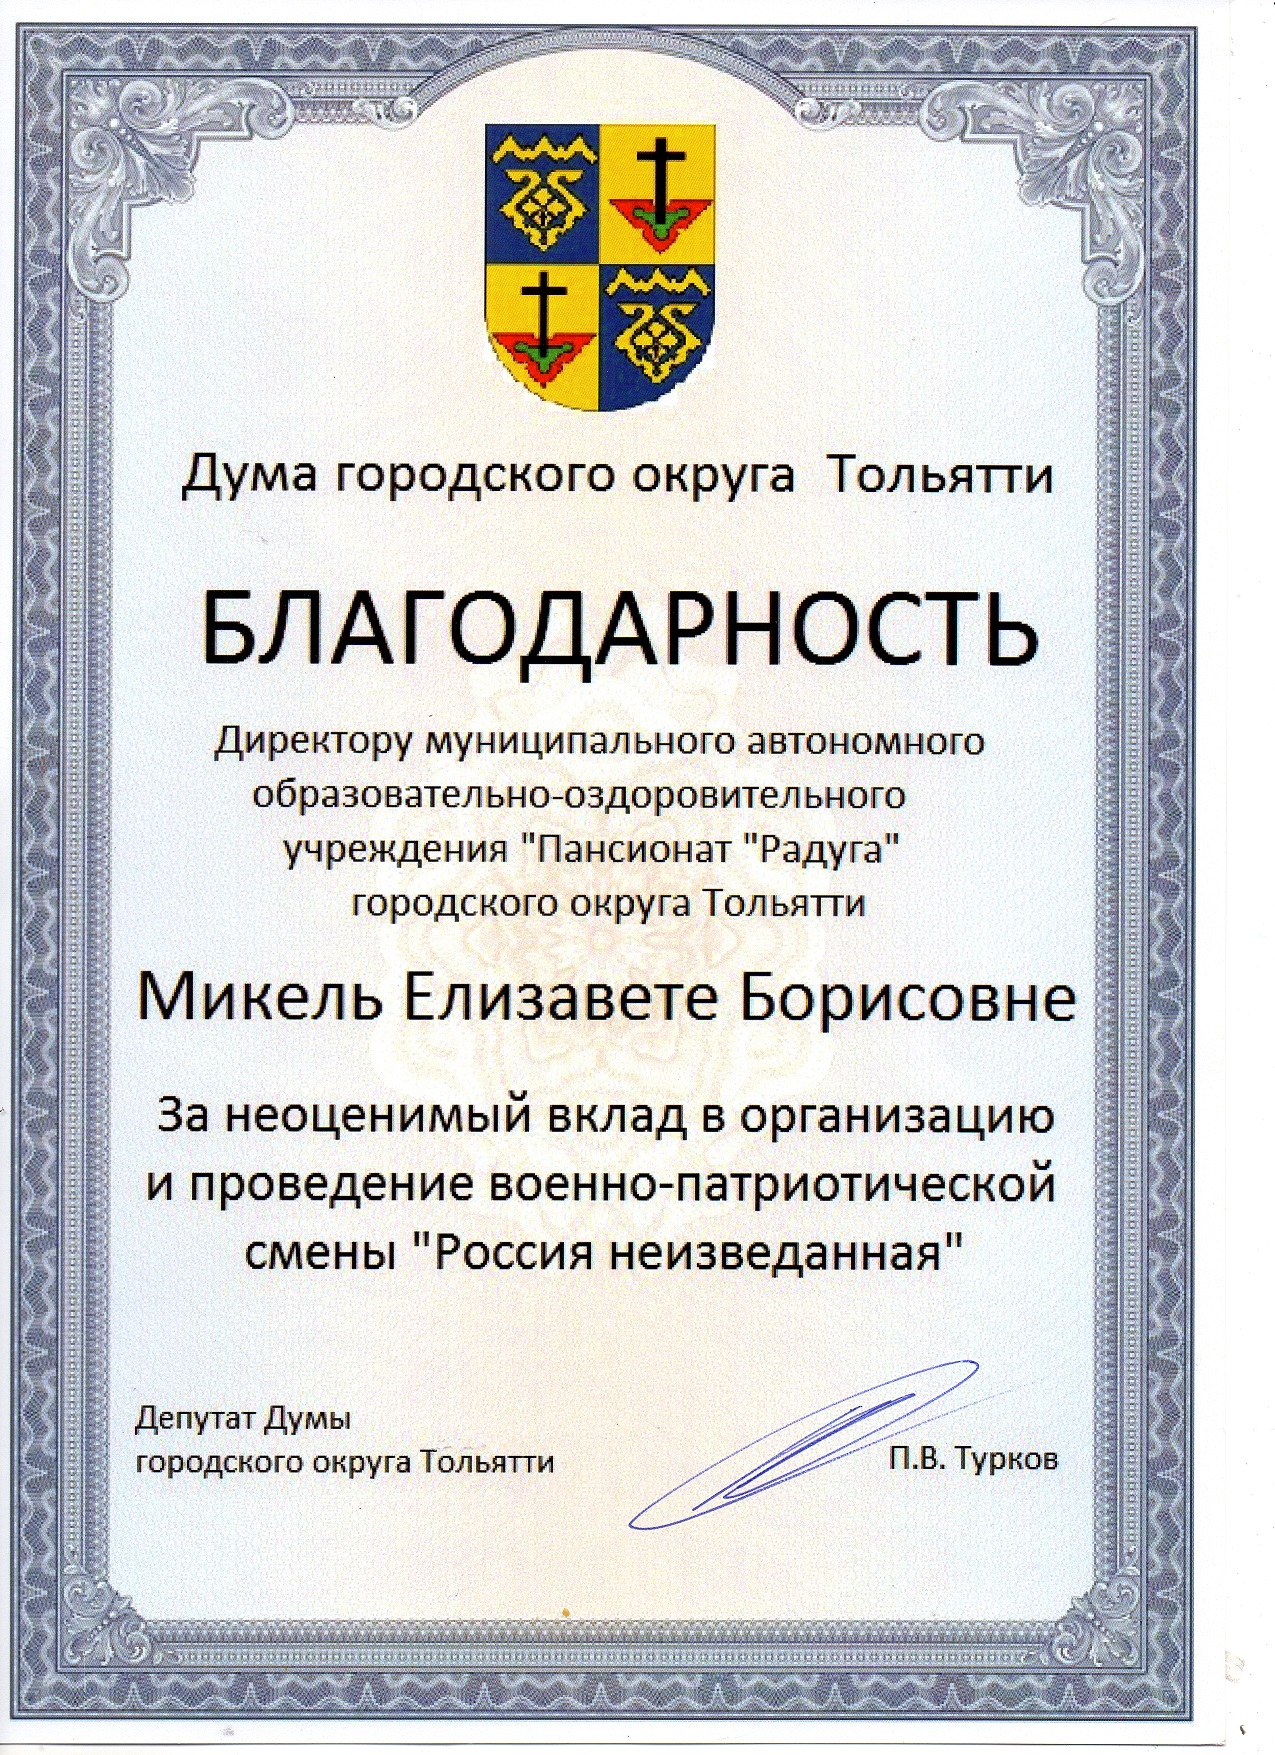 Дума городского округа Тольятти
БЛАГОДАРНОСТЬ
Директору муниципального автономного
образовательно-оздоровительного
учреждения "Пансионат "Радуга"
городского округа Тольятти
Микель Елизавете Борисовне
За неоценимый вклад в организацию
и проведение военно-патриотической
смены "Россия неизведанная"
Депутат Думы
городского округа Тольятти
П.В. Турков